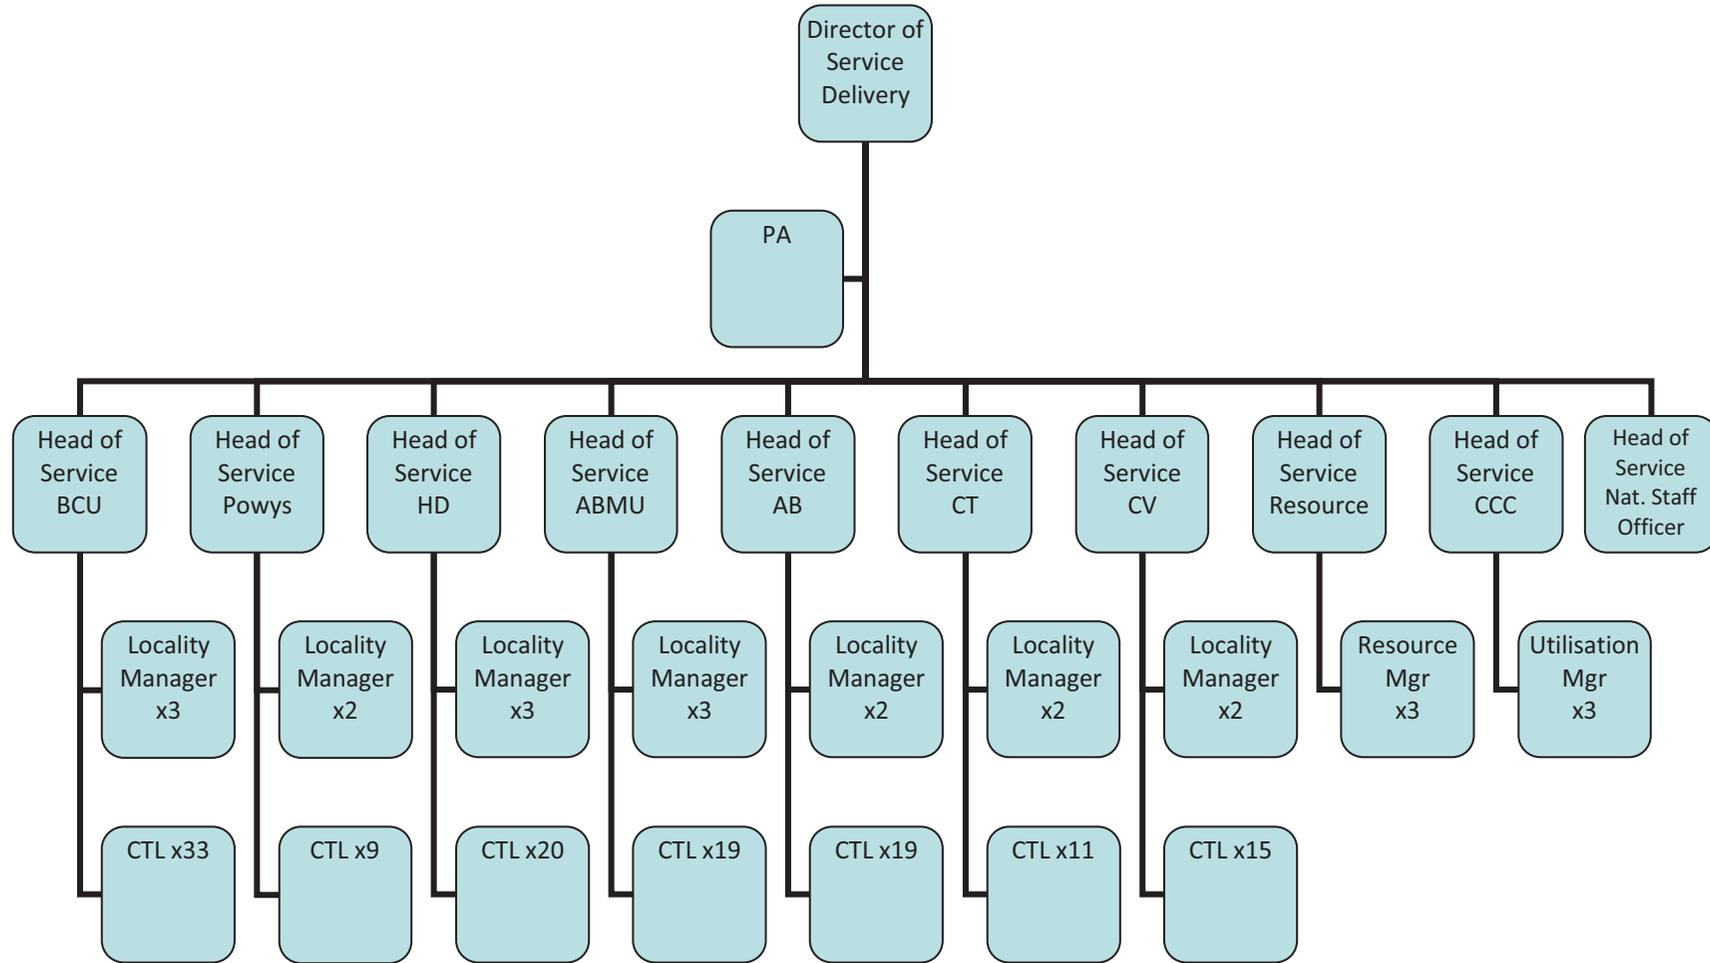 Director of
Service
Delivery
PA
Head of
Service
BCU
Head of
Service
Powys
Head of
Service
HD
Head of
Service
ABMU
Head of
Service
AB
Head of
Service
CT
Head of
Service
CV
Head of
Service
Resource
Head of
Service
CCC
Head of
Service
Nat. Staff
Officer
Locality
Manager
x3
Locality
Manager
x2
Locality
Manager
x3
Locality
Manager
x3
Locality
Manager
x2
Locality
Manager
x2
Locality
Manager
x2
Resource
Mgr
x3
Utilisation
Mgr
x3
CTL x33
CTL x9
CTL x20
CTL x19
CTL x19
CTL x11
CTL x15